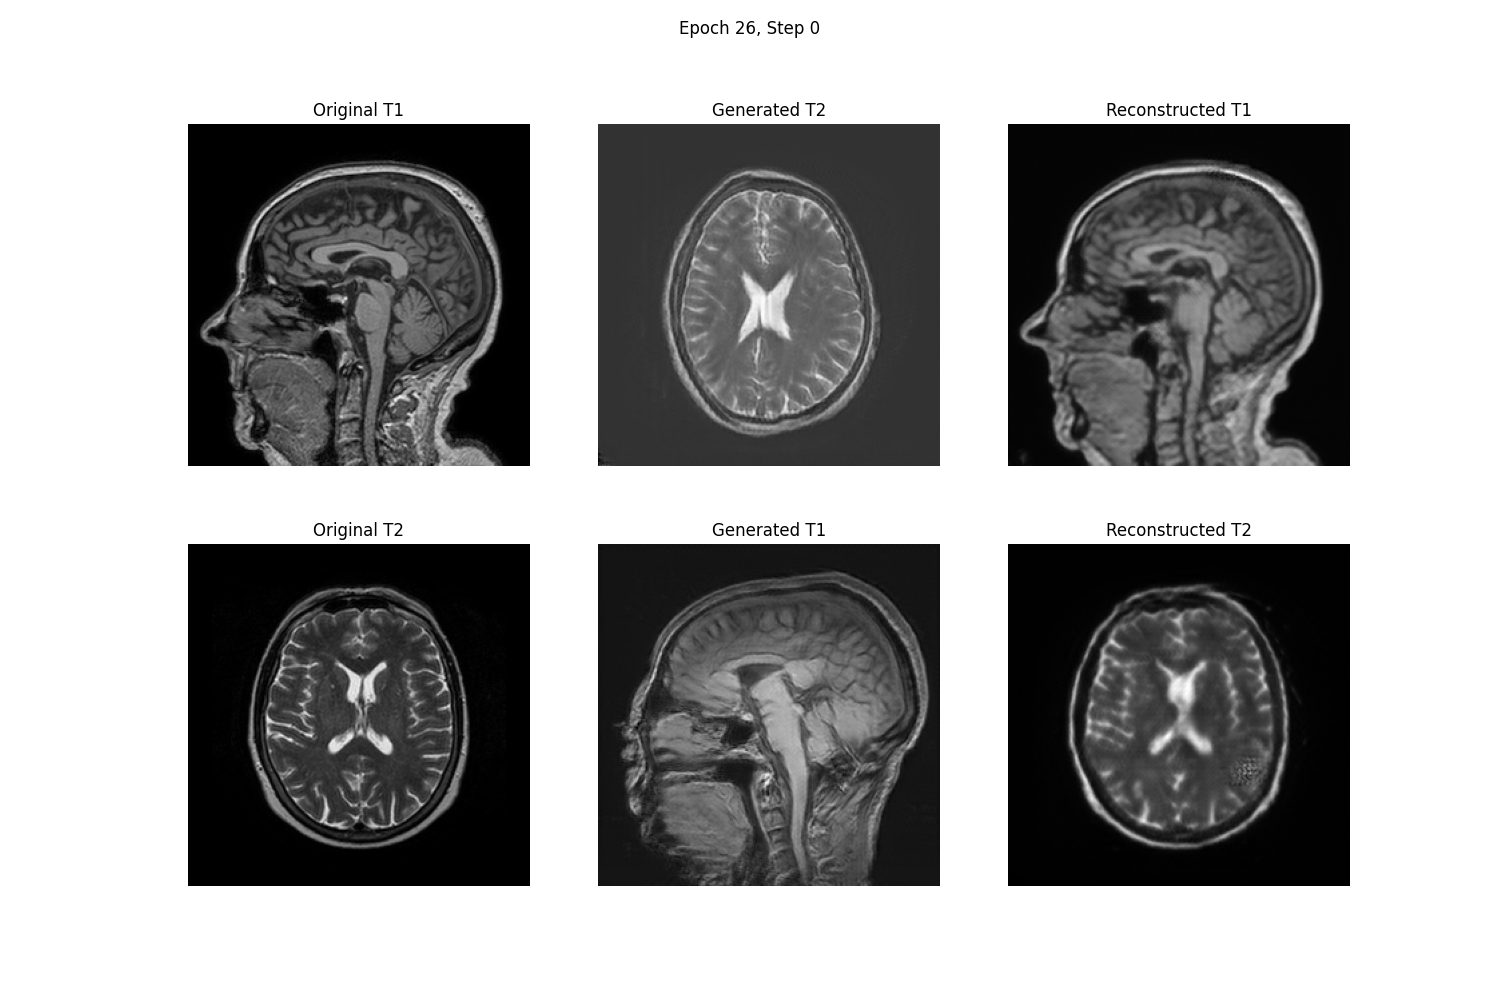 Epoch 26, Step 0
Original T1
Generated T2
Reconstructed T1
Original T2
Generated T1
Reconstructed T2